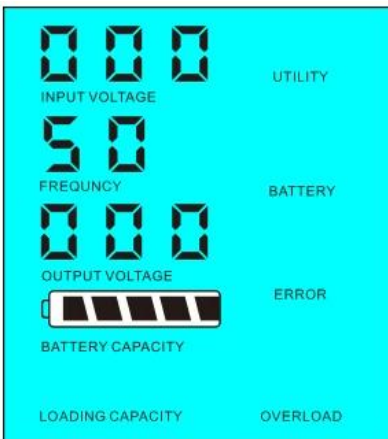 000
UTILITY
INPUT VOLTAGE
50
FREQUNCY
BATTERY
000
OUTPUT VOLTAGE
ERROR
BATTERY CAPACITY
LOADING CAPACITY OVERLOAD